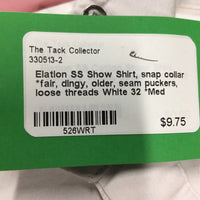 The Tack Collector
330513-2
Elation SS Show Shirt, snap collar
*fair, dingy, older, seam puckers,
loose threads White 32 *Med
$9.75
526WRT